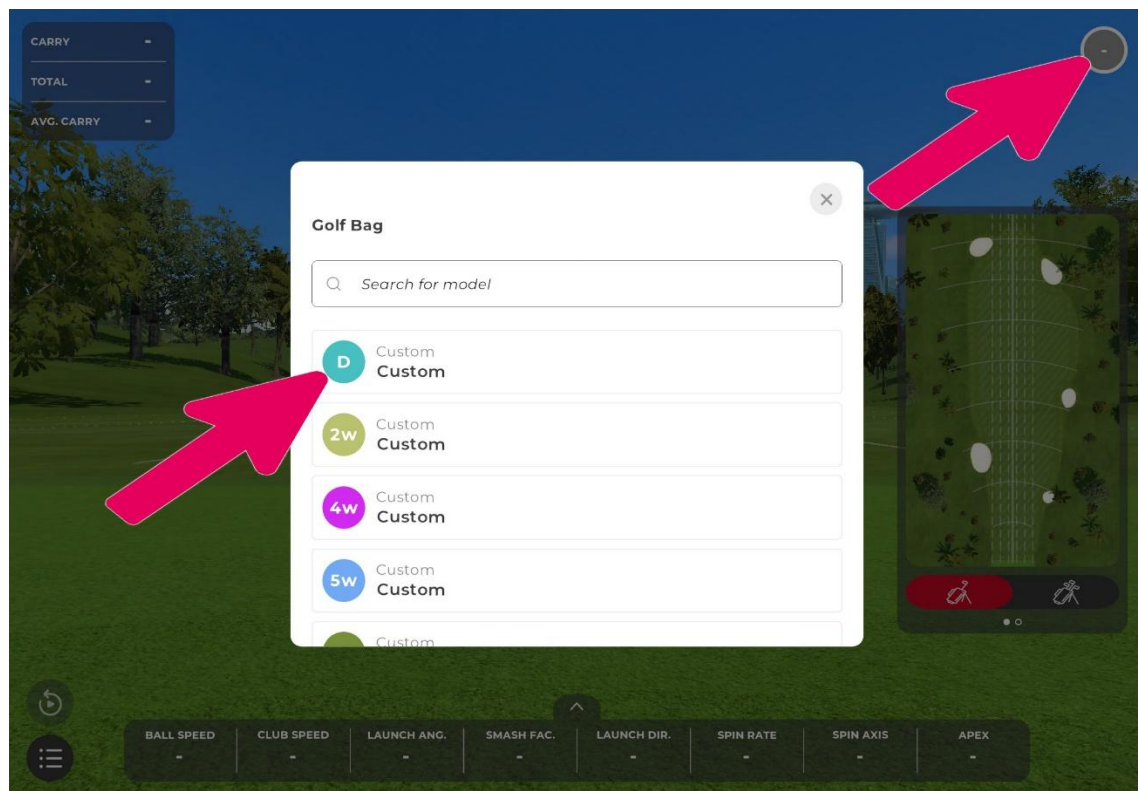 CARRY -
TOTAL -
AVG. CARRY -
-
Golf Bag
Search for model
D
Custom
Custom
2w
Custom
Custom
4w
Custom
Custom
5w
Custom
Custom
Custom
BALL SPEED CLUB SPEED LAUNCH ANG. SMASH FAC. LAUNCH DIR. SPIN RATE SPIN AXIS APEX
- - - - - - - -